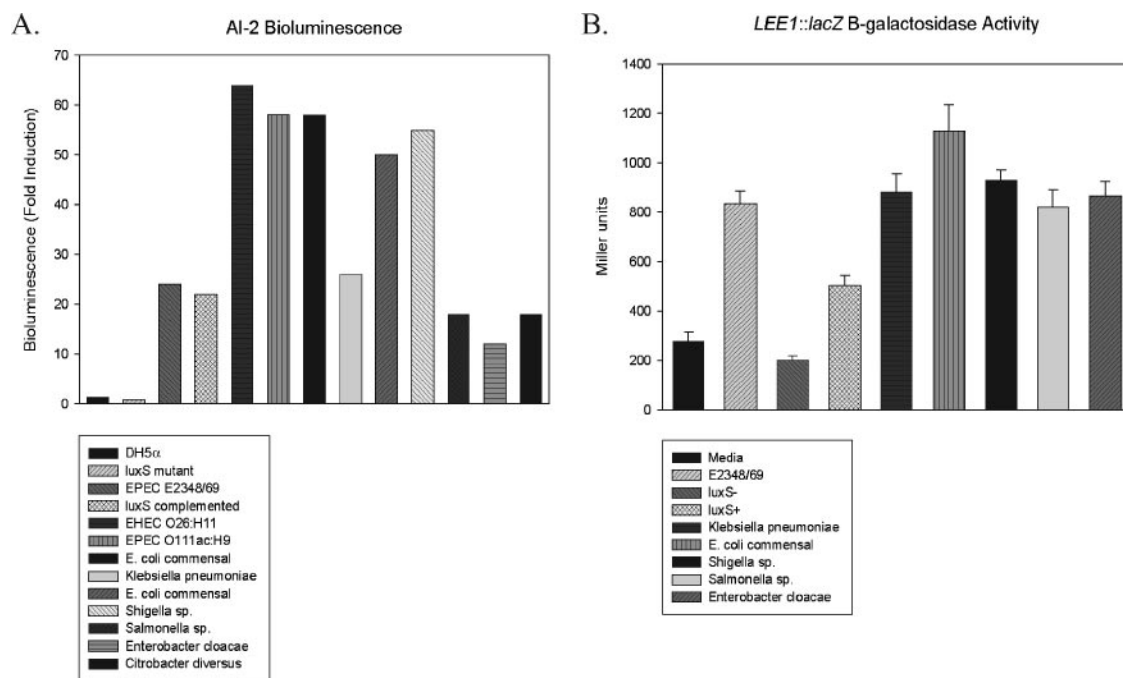 A.
AI-2 Bioluminescence
Bioluminescence (Fold Induction)
70
60
50
40
30
20
10
0
DH5α
luxS mutant
EPEC E2348/69
luxS complemented
EHEC O26:H11
EPEC O111ac:H9
E. coli commensal
Klebsiella pneumoniae
E. coli commensal
Shigella sp.
Salmonella sp.
Enterobacter cloacae
Citrobacter diversus
B.
LEE1::lacZ B-galactosidase Activity
Miller units
1400
1200
1000
800
600
400
200
0
Media
E2348/69
luxS-
luxS+
Klebsiella pneumoniae
E. coli commensal
Shigella sp.
Salmonella sp.
Enterobacter cloacae